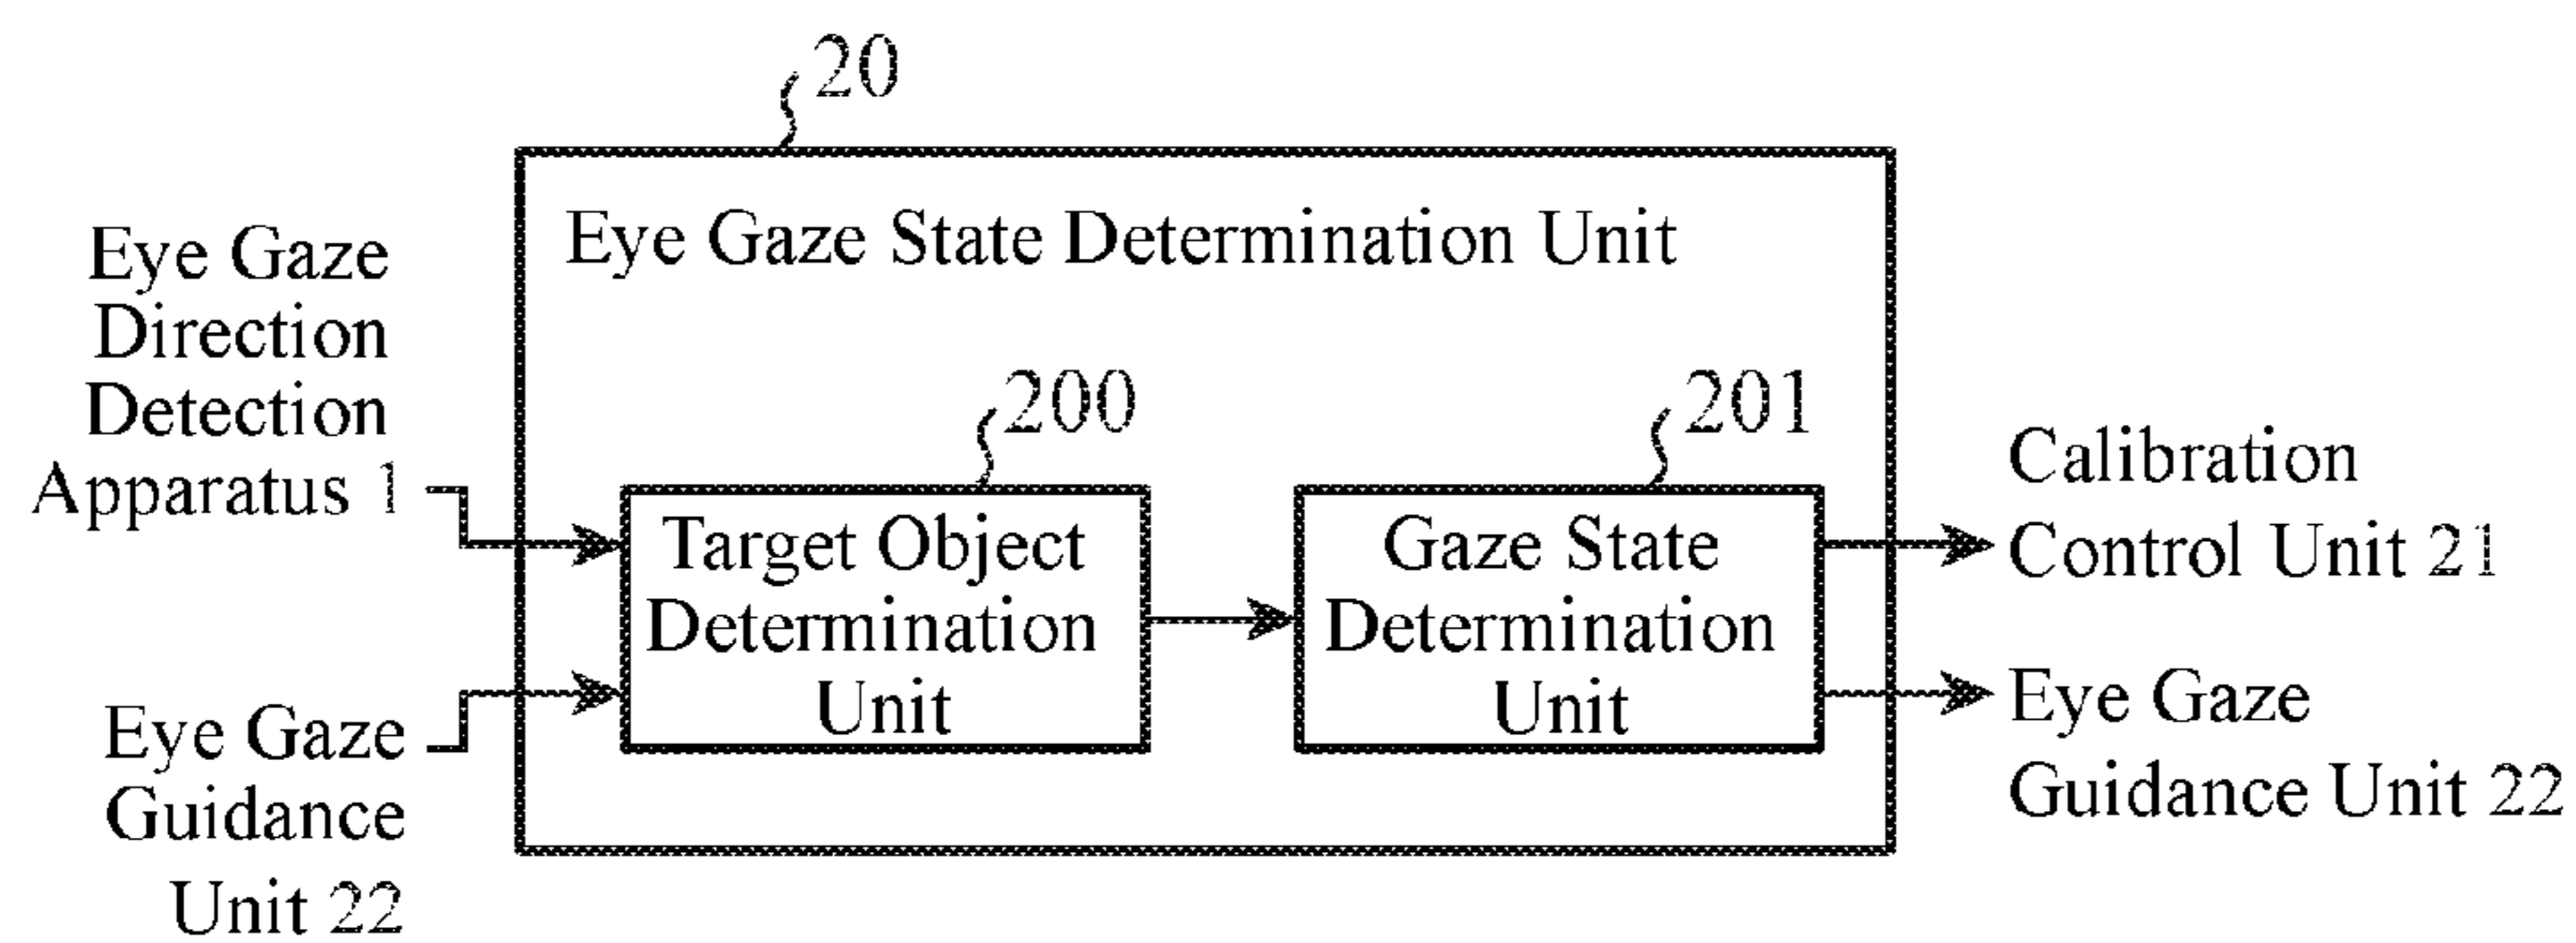 20
Eye Gaze State Determination Unit
Eye Gaze
Direction
Detection
Apparatus 1
Eye Gaze
Guidance
Unit 22
200
Target Object
Determination
Unit
201
Gaze State
Determination
Unit
Calibration
Control Unit 21
Eye Gaze
Guidance Unit 22